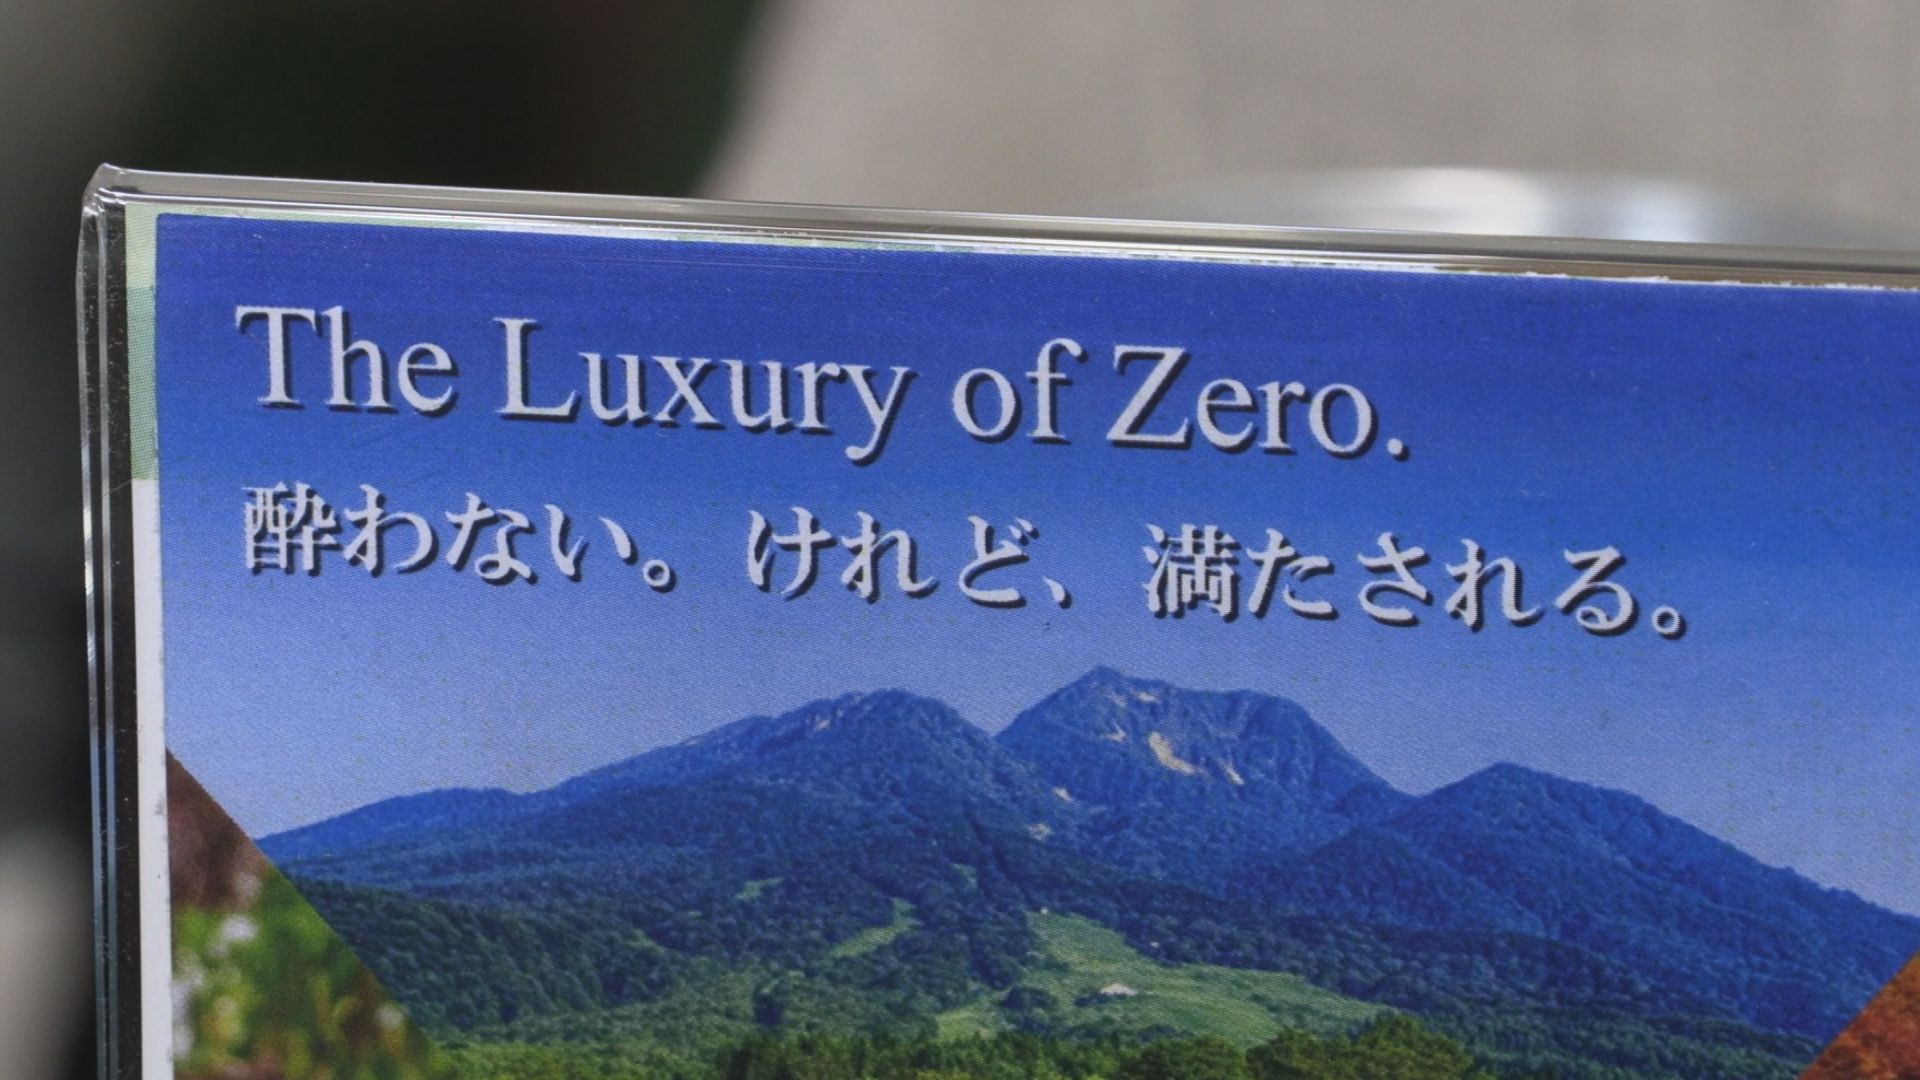 The Luxury of Zero.
酔わない。けれど、満たされる。